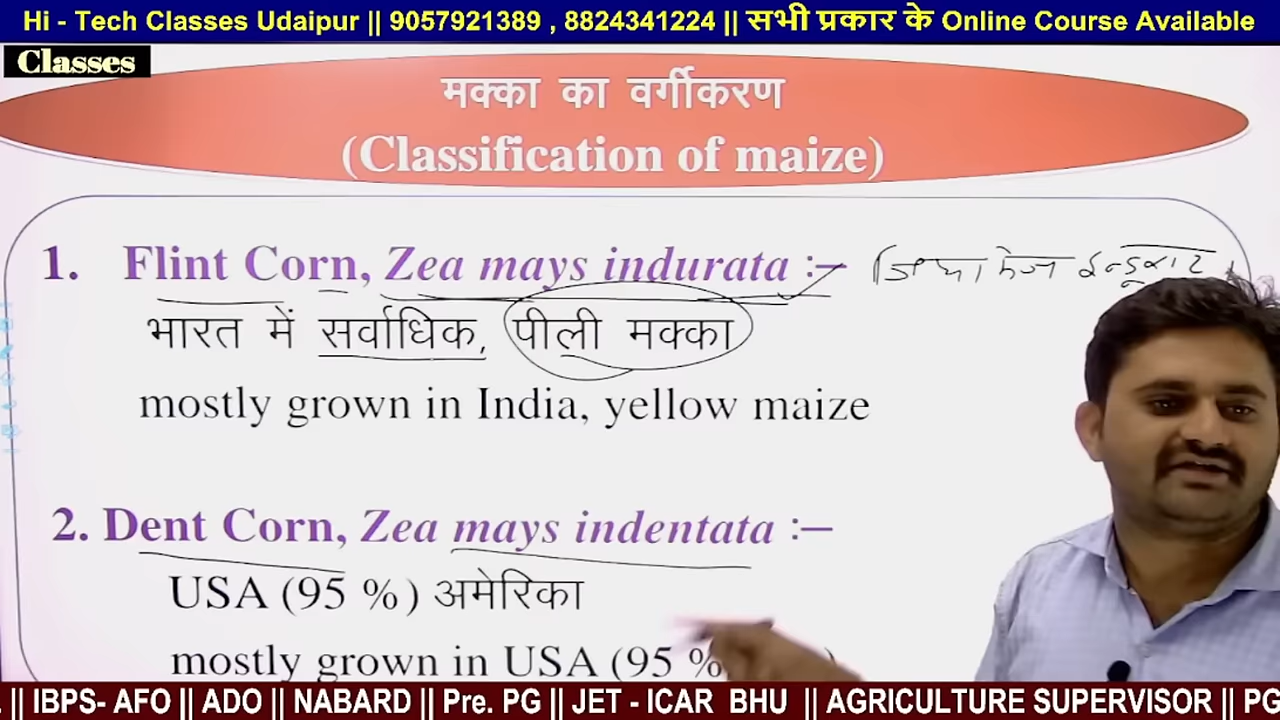 Hi - Tech Classes Udaipur || 9057921389 , 8824341224 || सभी प्रकार के Online Course Available
Classes
मक्का का वर्गीकरण
(Classification of maize)
1. Flint Corn, Zea mays indurata :–
भारत में सर्वाधिक, पीली मक्का
mostly grown in India, yellow maize
2. Dent Corn, Zea mays indentata :–
USA (95 %) अमेरिका
mostly grown in USA (95 %
|| IBPS- AFO || ADO || NABARD || Pre. PG || JET - ICAR BHU || AGRICULTURE SUPERVISOR || PG